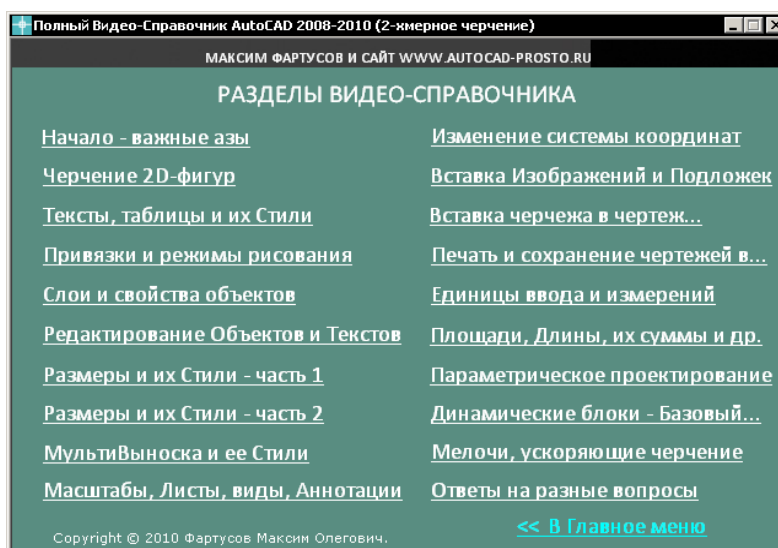 Полный Видео-Справочник AutoCAD 2008-2010 (2-хмерное черчение)
МАКСИМ ФАРТУСОВ И САЙТ WWW.AUTOCAD-PROSTO.RU
РАЗДЕЛЫ ВИДЕО-СПРАВОЧНИКА
Начало - важные азы
Черчение 2D-фигур
Тексты, таблицы и их Стили
Привязки и режимы рисования
Слои и свойства объектов
Редактирование Объектов и Текстов
Размеры и их Стили - часть 1
Размеры и их Стили - часть 2
МультиВыноска и ее Стили
Масштабы, Листы, виды, Аннотации
Изменение системы координат
Вставка Изображений и Подложек
Вставка черчежа в чертеж...
Печать и сохранение чертежей в...
Единицы ввода и измерений
Площади, Длины, их суммы и др.
Параметрическое проектирование
Динамические блоки - Базовый...
Мелочи, ускоряющие черчение
Ответы на разные вопросы
<< В Главное меню
Copyright © 2010 Фартусов Максим Олегович.